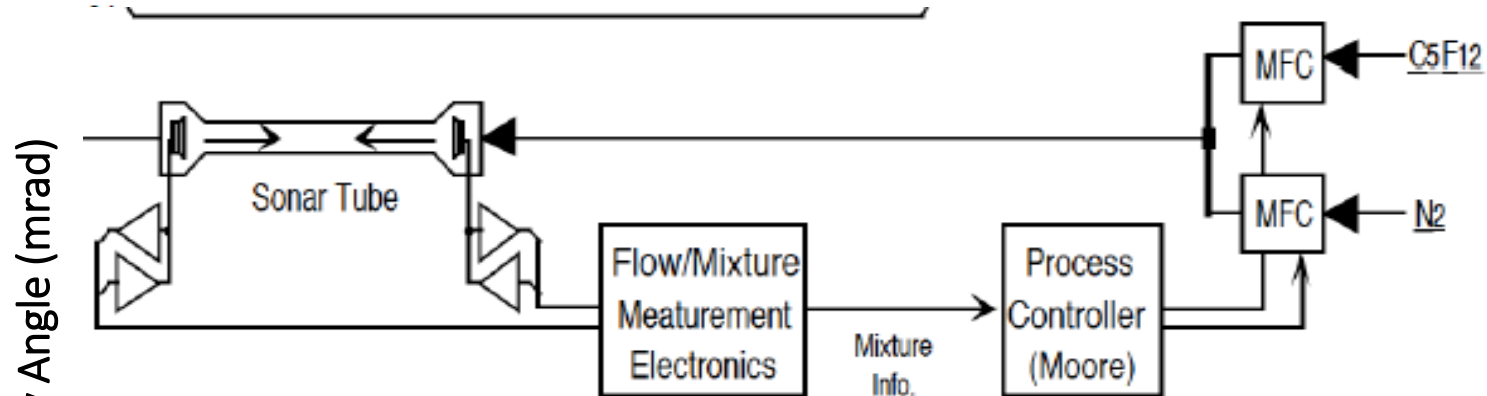 C5F12
MFC
Sonar Tube
MFC
N2
Flow/Mixture
Meaturement
Electronics
Mixture
Info.
Process
Controller
(Moore)
Angle (mrad)